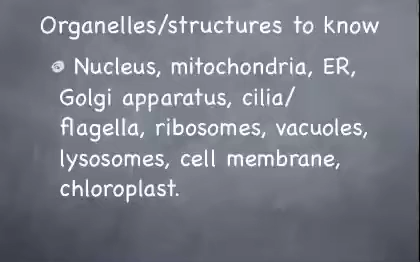 Organelles/structures to know
Nucleus, mitochondria, ER,
Golgi apparatus, cilia/
flagella, ribosomes, vacuoles,
lysosomes, cell membrane,
chloroplast.